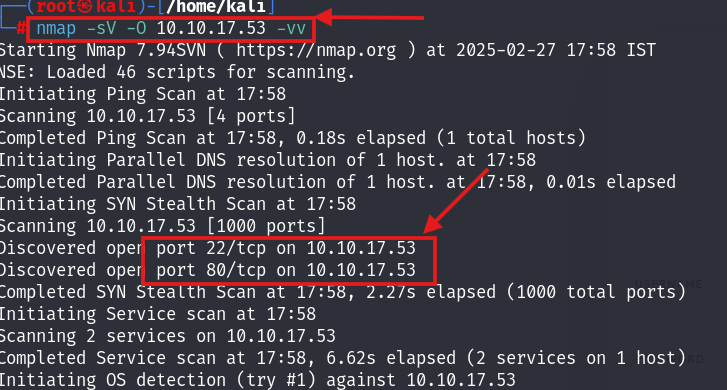 ┌──(root㉿kali)-[/home/kali]
└─# nmap -sV -O 10.10.17.53 -vv
Starting Nmap 7.94SVN ( https://nmap.org ) at 2025-02-27 17:58 IST
NSE: Loaded 46 scripts for scanning.
Initiating Ping Scan at 17:58
Scanning 10.10.17.53 [4 ports]
Completed Ping Scan at 17:58, 0.18s elapsed (1 total hosts)
Initiating Parallel DNS resolution of 1 host. at 17:58
Completed Parallel DNS resolution of 1 host. at 17:58, 0.01s elapsed
Initiating SYN Stealth Scan at 17:58
Scanning 10.10.17.53 [1000 ports]
Discovered open port 22/tcp on 10.10.17.53
Discovered open port 80/tcp on 10.10.17.53
Completed SYN Stealth Scan at 17:58, 2.27s elapsed (1000 total ports)
Initiating Service scan at 17:58
Scanning 2 services on 10.10.17.53
Completed Service scan at 17:58, 6.62s elapsed (2 services on 1 host)
Initiating OS detection (try #1) against 10.10.17.53